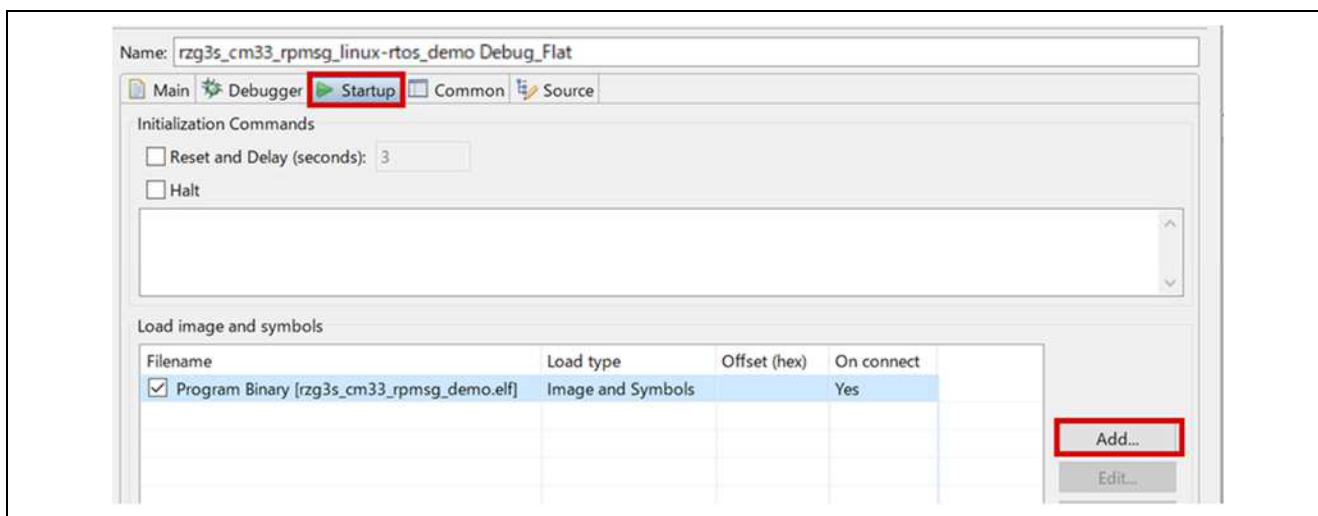 Name: rzg3s_cm33_rpmsg_linux-rtos_demo Debug_Flat
Main Debugger Startup Common Source
Initialization Commands
Reset and Delay (seconds): 3
Halt
Load image and symbols
Filename Load type Offset (hex) On connect
Program Binary [rzg3s_cm33_rpmsg_demo.elf] Image and Symbols Yes
Add...
Edit...